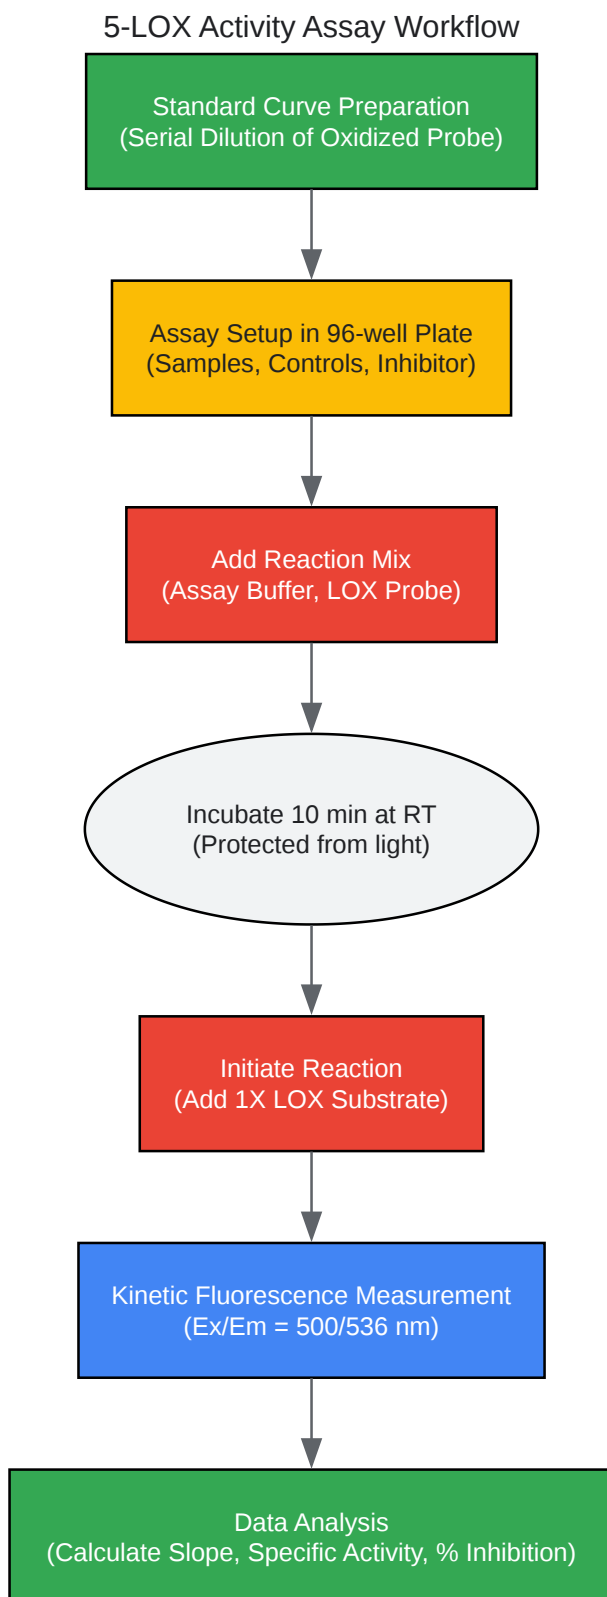 5-LOX Activity Assay Workflow
Standard Curve Preparation
(Serial Dilution of Oxidized Probe)
Assay Setup in 96-well Plate
(Samples, Controls, Inhibitor)
Add Reaction Mix
(Assay Buffer, LOX Probe)
Incubate 10 min at RT
(Protected from light)
Initiate Reaction
(Add 1X LOX Substrate)
Kinetic Fluorescence Measurement
(Ex/Em = 500/536 nm)
Data Analysis
(Calculate Slope, Specific Activity, % Inhibition)